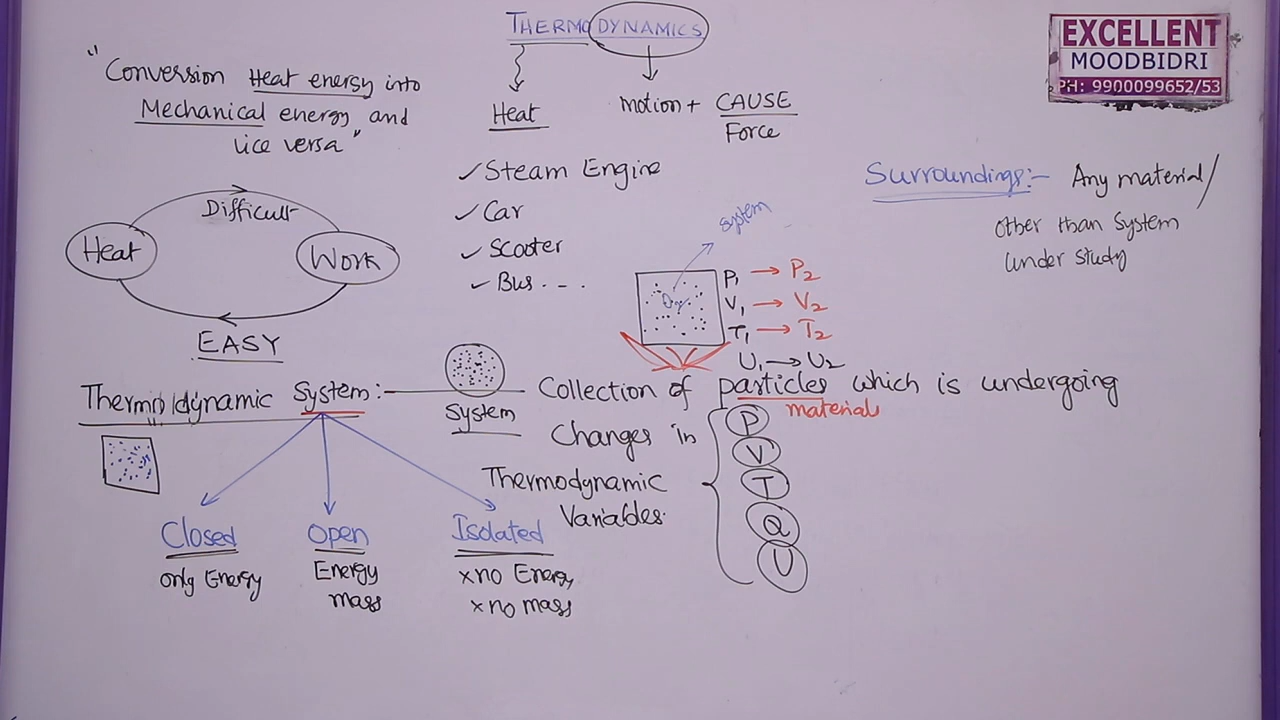 THERMODYNAMICS
EXCELLENT
MOODBIDRI
PH: 9900099652/53
"Conversion Heat energy into
Mechanical energy and
vice versa"
Heat
motion + CAUSE
Force
✓ Steam Engine
✓ Car
✓ Scooter
✓ Bus . - - .
Difficult
Heat
Work
EASY
Surroundings:- Any material/
other than System
under study
system
P₁ → P₂
V₁ → V₂
T₁ → T₂
U₁ → U₂
Thermodynamic System:-
System
Collection of particles which is undergoing
materials
Changes in
Thermodynamic
Variables.
P
V
T
Q
U
Closed
only Energy
Open
Energy
mass
Isolated
x no Energy
x no mass